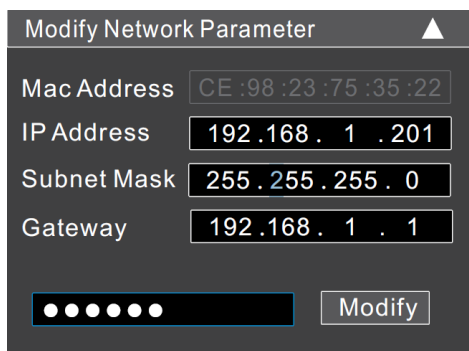 Modify Network Parameter
Mac Address CE :98 :23 :75 :35 :22
IP Address 192 .168 . 1 .201
Subnet Mask 255 . 255 . 255 . 0
Gateway 192 .168 . 1 . 1
●●●●●● Modify